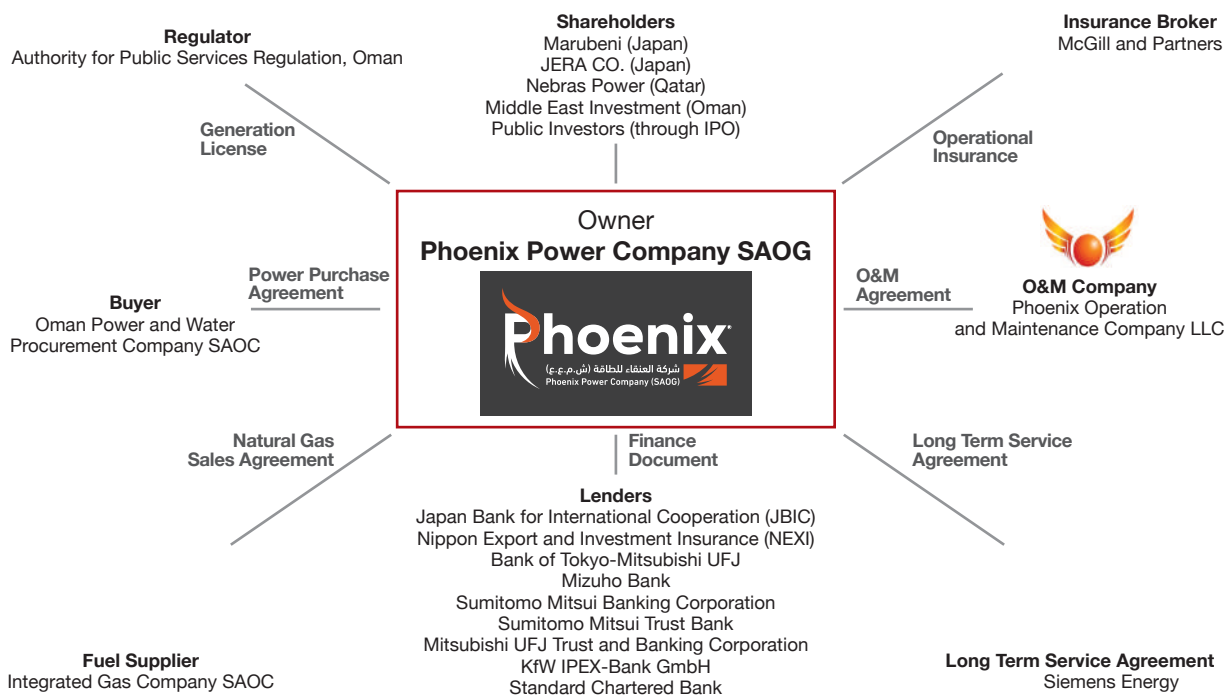 Regulator
Authority for Public Services Regulation, Oman
Shareholders
Marubeni (Japan)
JERA CO. (Japan)
Nebras Power (Qatar)
Middle East Investment (Oman)
Public Investors (through IPO)
Insurance Broker
McGill and Partners
Generation
License
Operational
Insurance
Owner
Phoenix Power Company SAOG
Phoenix
شركة العنقاء للطاقة (ش.م.ع.ع)
Phoenix Power Company (SAOG)
Power Purchase
Agreement
Buyer
Oman Power and Water
Procurement Company SAOC
O&M
Agreement
O&M Company
Phoenix Operation
and Maintenance Company LLC
Natural Gas
Sales Agreement
Finance
Document
Long Term Service
Agreement
Lenders
Japan Bank for International Cooperation (JBIC)
Nippon Export and Investment Insurance (NEXI)
Bank of Tokyo-Mitsubishi UFJ
Mizuho Bank
Sumitomo Mitsui Banking Corporation
Sumitomo Mitsui Trust Bank
Mitsubishi UFJ Trust and Banking Corporation
KfW IPEX-Bank GmbH
Standard Chartered Bank
Fuel Supplier
Integrated Gas Company SAOC
Long Term Service Agreement
Siemens Energy